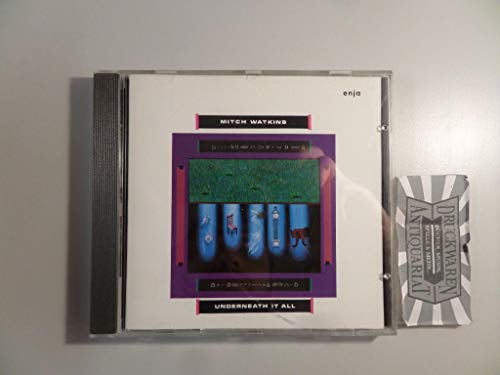 enja
MITCH WATKINS
UNDERNEATH IT ALL
DRUCKWAREN
ANTIQUARIAT